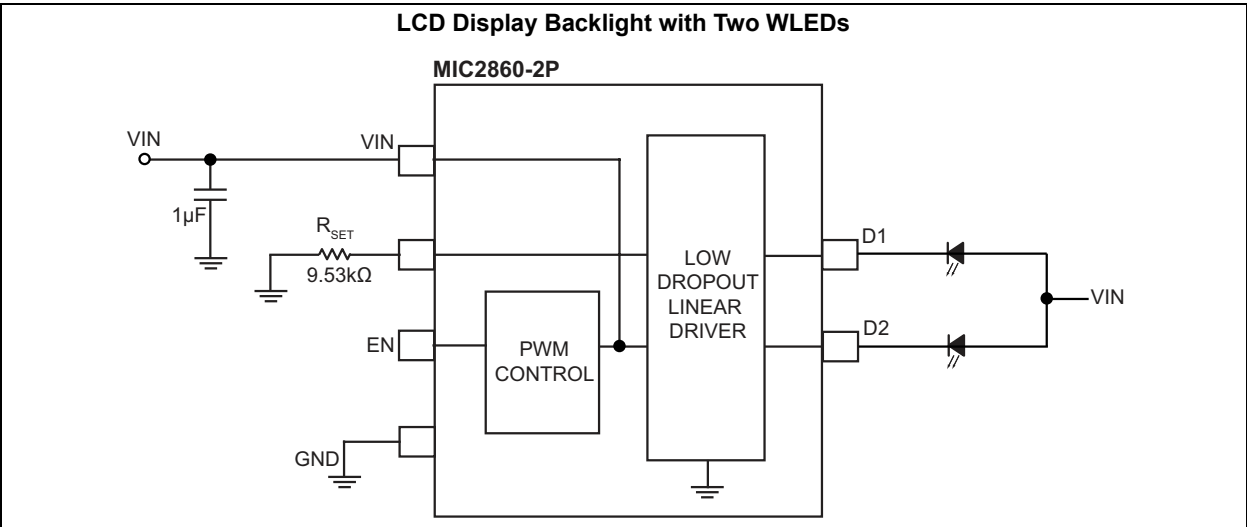 LCD Display Backlight with Two WLEDs
MIC2860-2P
VIN
VIN
1µF
RSET
9.53kΩ
EN
GND
PWM
CONTROL
LOW
DROPOUT
LINEAR
DRIVER
D1
D2
VIN